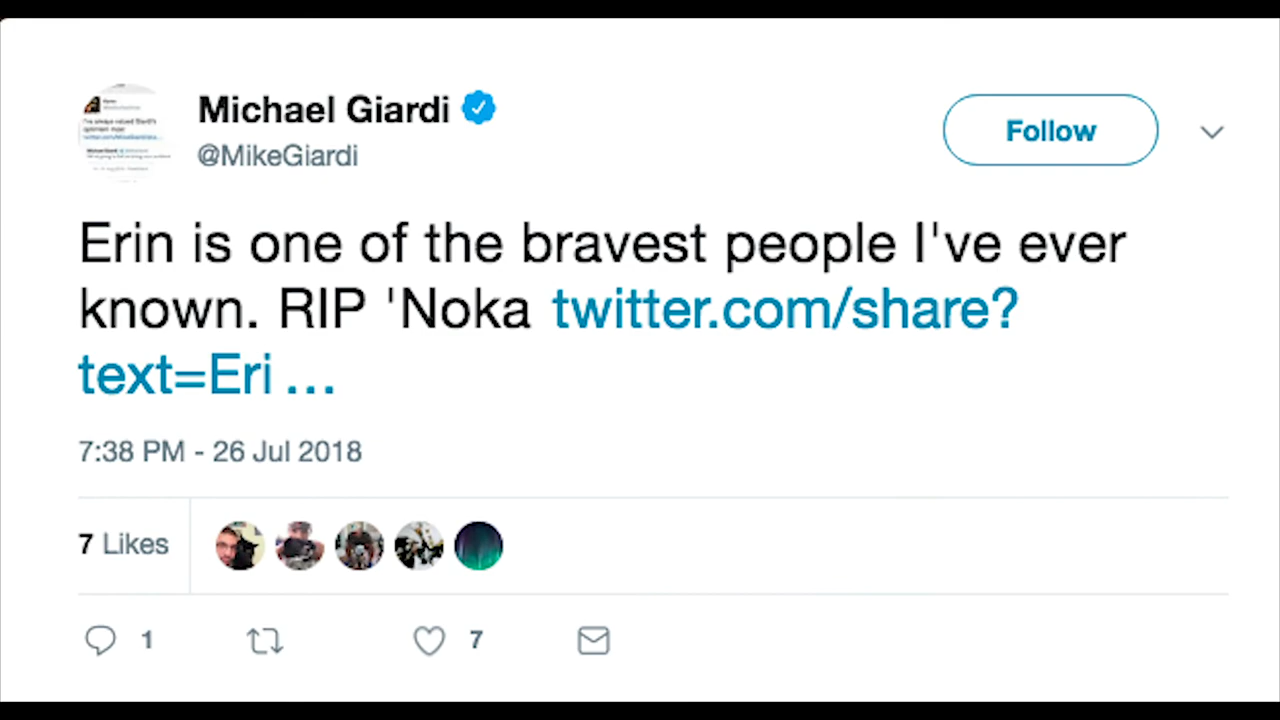 Michael Giardi
@MikeGiardi
Follow
Erin is one of the bravest people I've ever
known. RIP 'Noka twitter.com/share?
text=Eri ...
7:38 PM - 26 Jul 2018
7 Likes
1
7